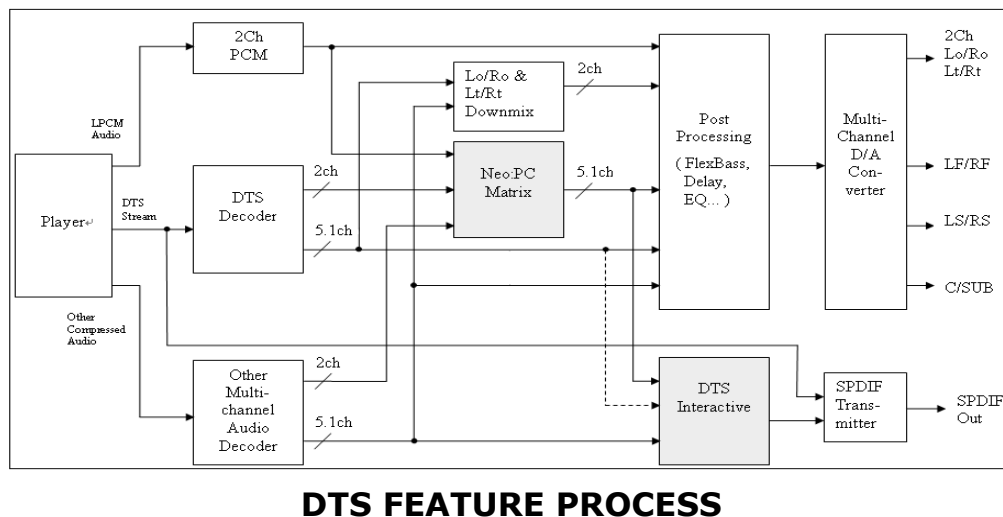 2Ch
PCM
2Ch
Lo/Ro
Lt/Rt
Lo/Ro &
Lt/Rt
Downmix
2ch
LPCM
Audio
Post
Processing
( FlexBass,
Delay,
EQ... )
Multi-
Channel
D/A
Con-
verter
Neo:PC
Matrix
5.1ch
LF/RF
2ch
DTS
Decoder
DTS
Stream
Player↵
5.1ch
LS/RS
C/SUB
Other
Compressed
Audio
Other
Multi-
channel
Audio
Decoder
2ch
5.1ch
DTS
Interactive
SPDIF
Trans-
mitter
SPDIF
Out
DTS FEATURE PROCESS